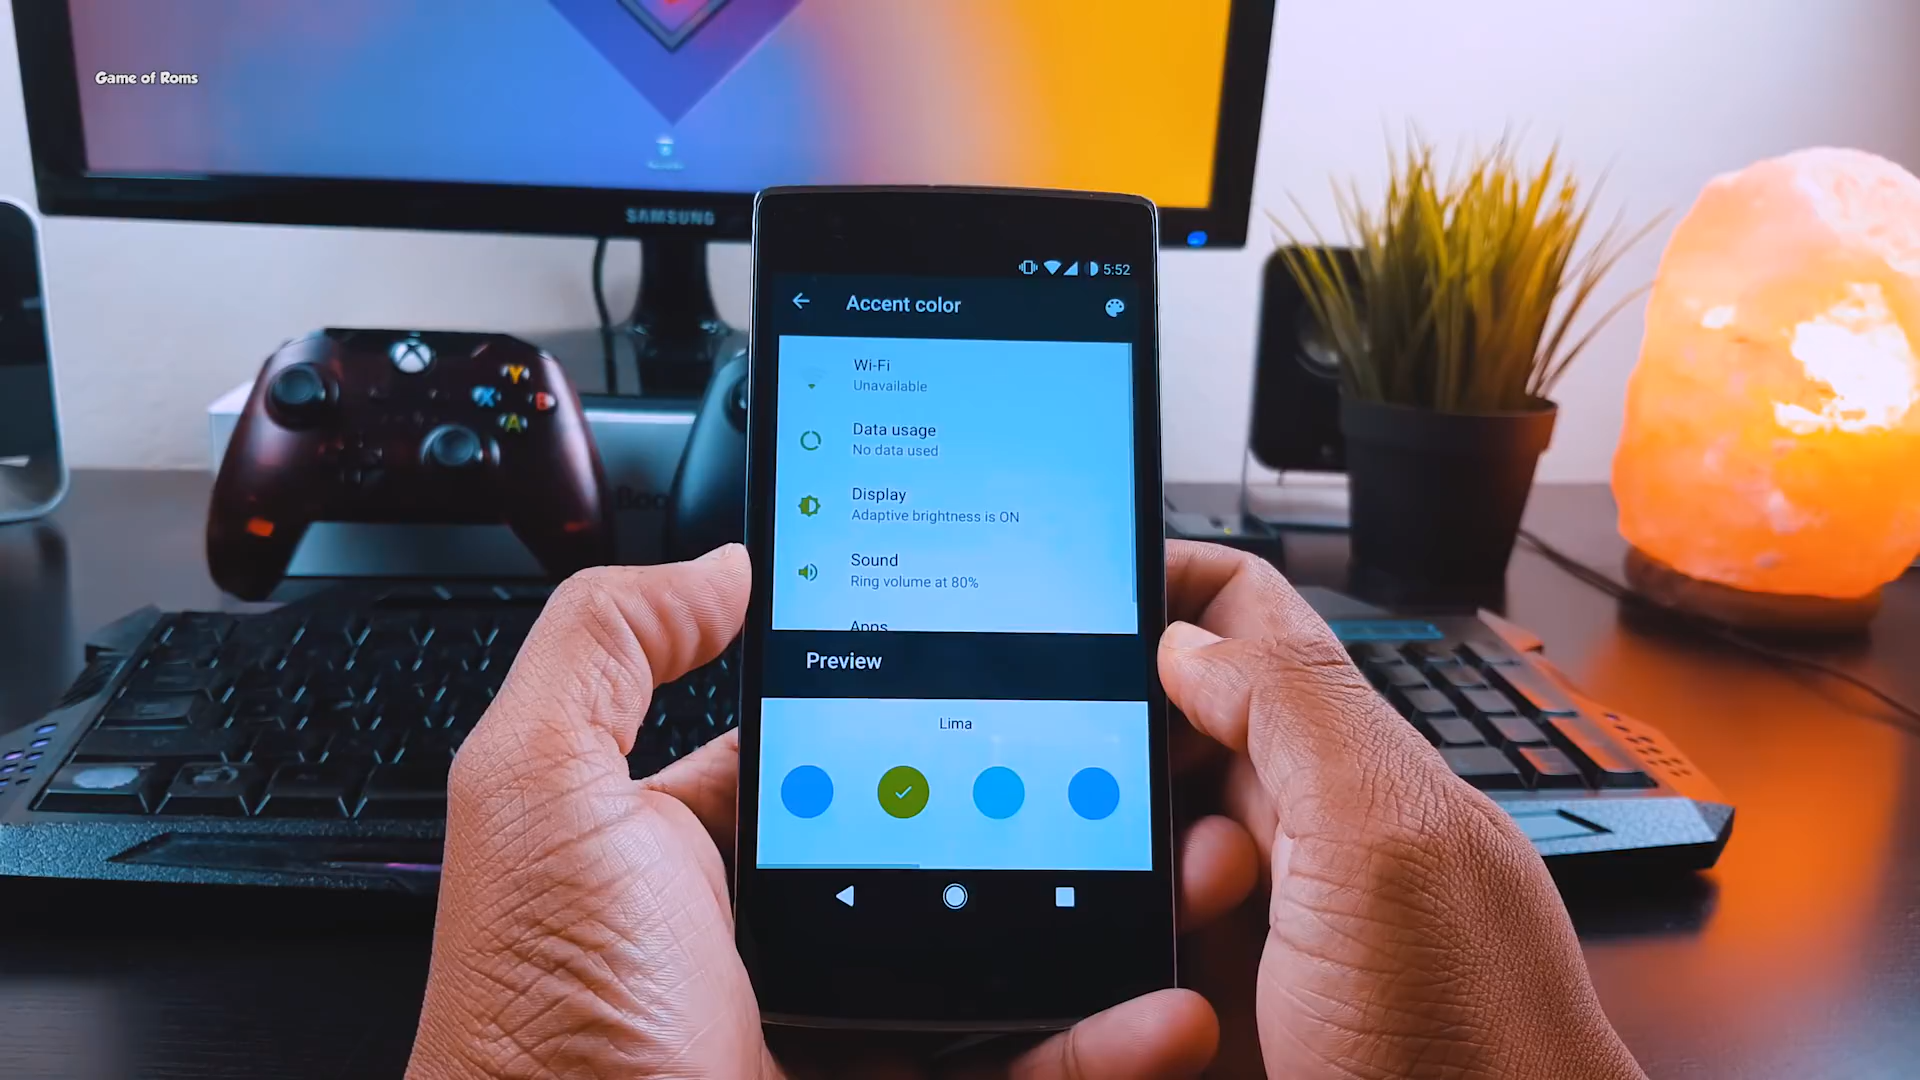 Game of Roms
SAMSUNG
5:52
Accent color
Wi-Fi
Unavailable
Data usage
No data used
Display
Adaptive brightness is ON
Sound
Ring volume at 80%
Apps
Preview
Lima
Y
X
B
A
Boo